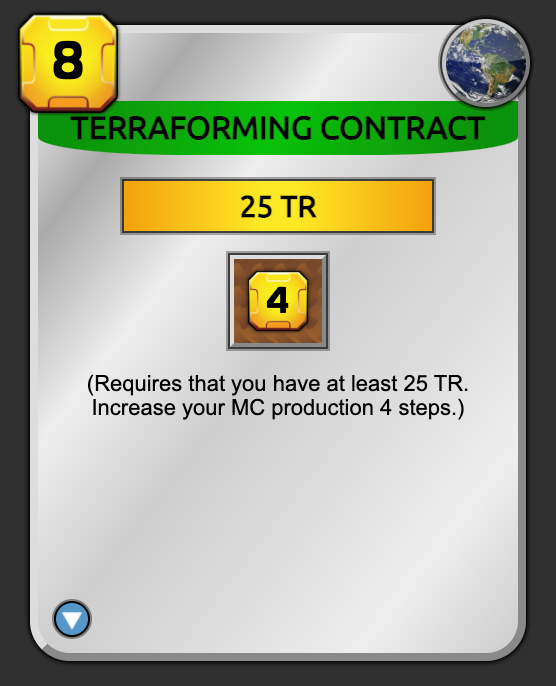 8
TERRAFORMING CONTRACT
25 TR
4
(Requires that you have at least 25 TR.
Increase your MC production 4 steps.)